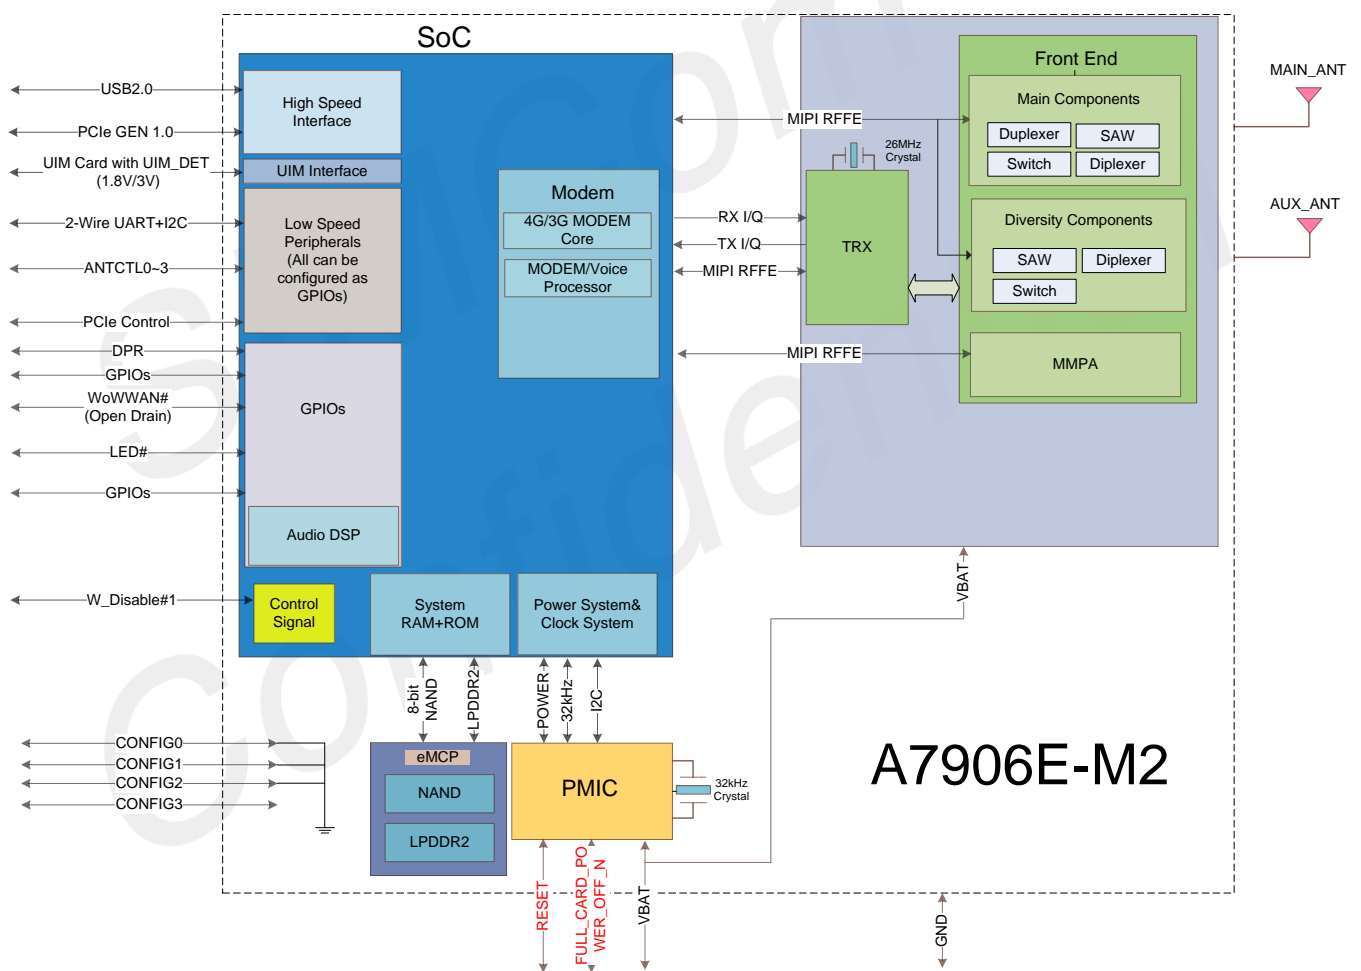 SoC
USB2.0
High Speed
Interface
PCIe GEN 1.0
UIM Card with UIM_DET
(1.8V/3V)
UIM Interface
2-Wire UART+I2C
Low Speed
Peripherals
(All can be
configured as
GPIOs)
ANTCTL0~3
PCIe Control
DPR
GPIOs
WoWWAN#
(Open Drain)
GPIOs
LED#
GPIOs
Audio DSP
W_Disable#1
Control
Signal
System
RAM+ROM
Power System&
Clock System
Modem
4G/3G MODEM
Core
MODEM/Voice
Processor
MIPI RFFE
RX I/Q
TX I/Q
MIPI RFFE
MIPI RFFE
26MHz
Crystal
TRX
Front End
Main Components
Duplexer
SAW
Switch
Diplexer
Diversity Components
SAW
Diplexer
Switch
MMPA
MAIN_ANT
AUX_ANT
VBAT
8-bit
NAND
LPDDR2
POWER
32kHz
I2C
CONFIG0
CONFIG1
CONFIG2
CONFIG3
eMCP
NAND
LPDDR2
PMIC
32kHz
Crystal
A7906E-M2
RESET
FULL_CARD_PO
WER_OFF_N
VBAT
GND
SIMCom
Confidential